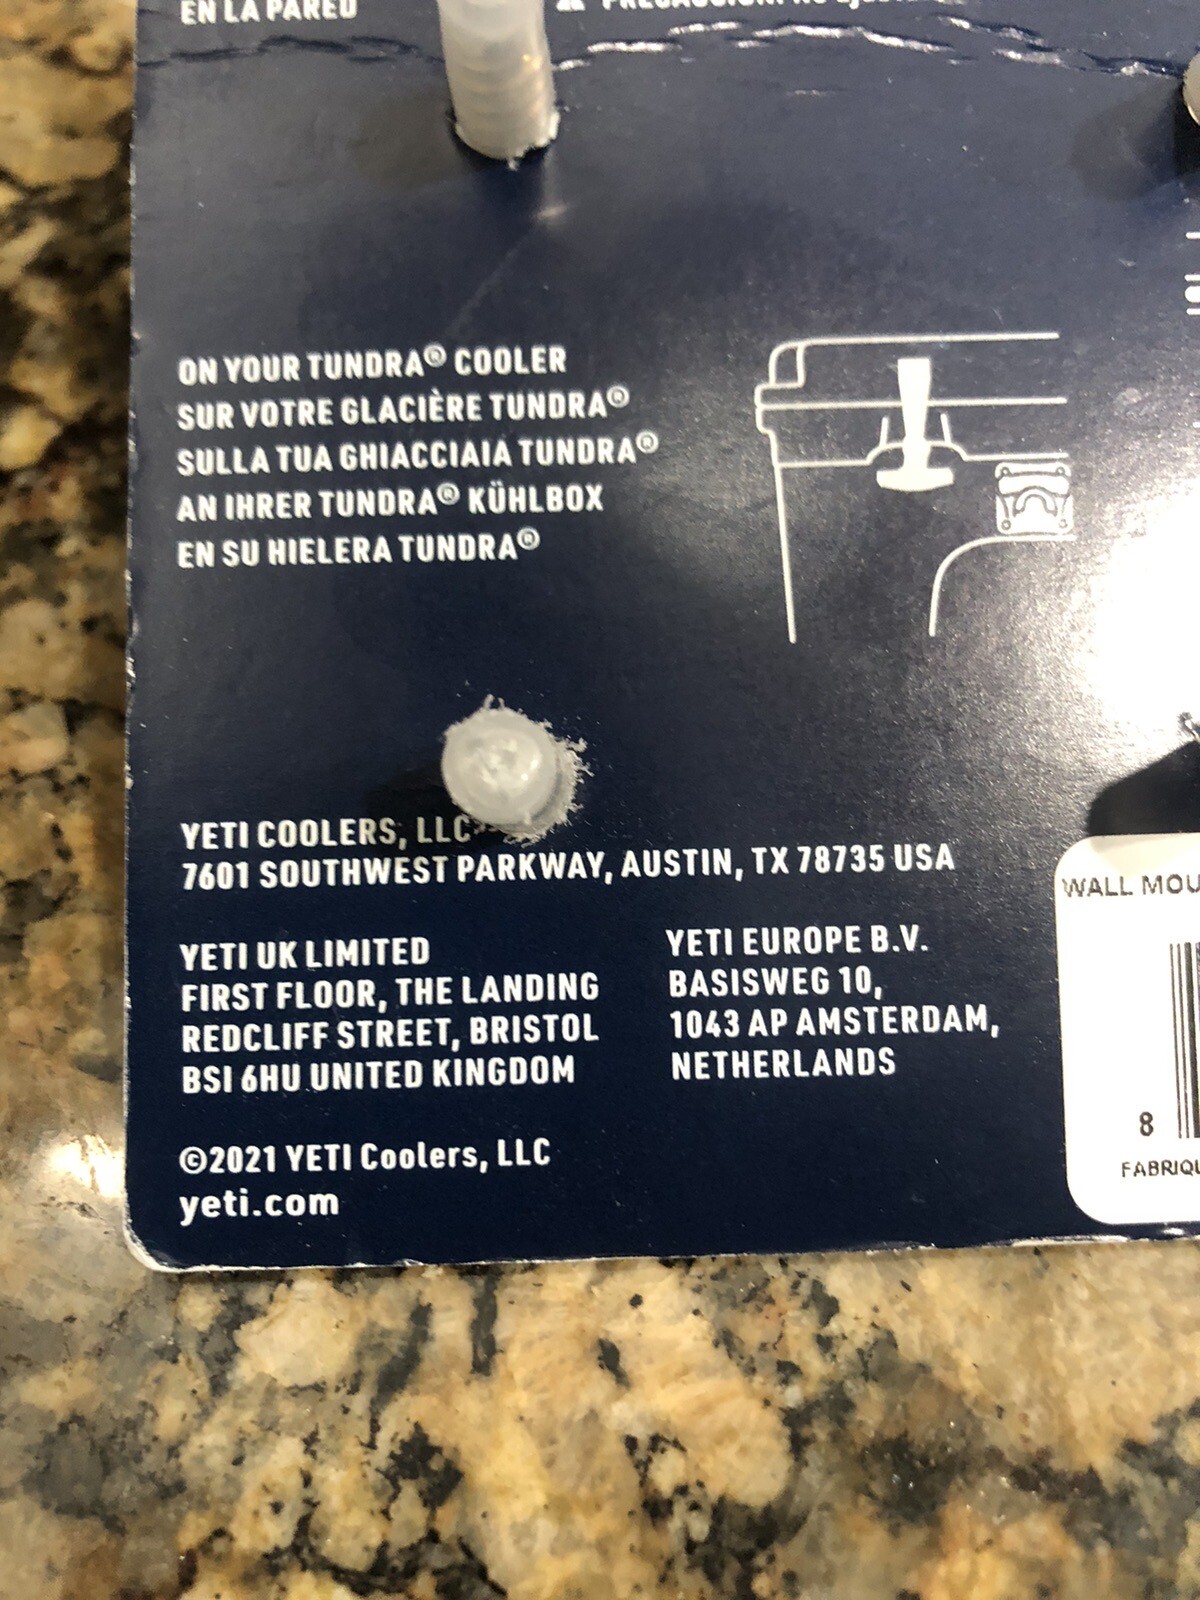 EN LA PARED
ON YOUR TUNDRA® COOLER
SUR VOTRE GLACIÈRE TUNDRA®
SULLA TUA GHIACCIAIA TUNDRA®
AN IHRER TUNDRA® KÜHLBOX
EN SU HIELERA TUNDRA®
YETI COOLERS, LLC
7601 SOUTHWEST PARKWAY, AUSTIN, TX 78735 USA
YETI UK LIMITED
FIRST FLOOR, THE LANDING
REDCLIFF STREET, BRISTOL
BSI 6HU UNITED KINGDOM
YETI EUROPE B.V.
BASISWEG 10,
1043 AP AMSTERDAM,
NETHERLANDS
©2021 YETI Coolers, LLC
yeti.com
WALL
8